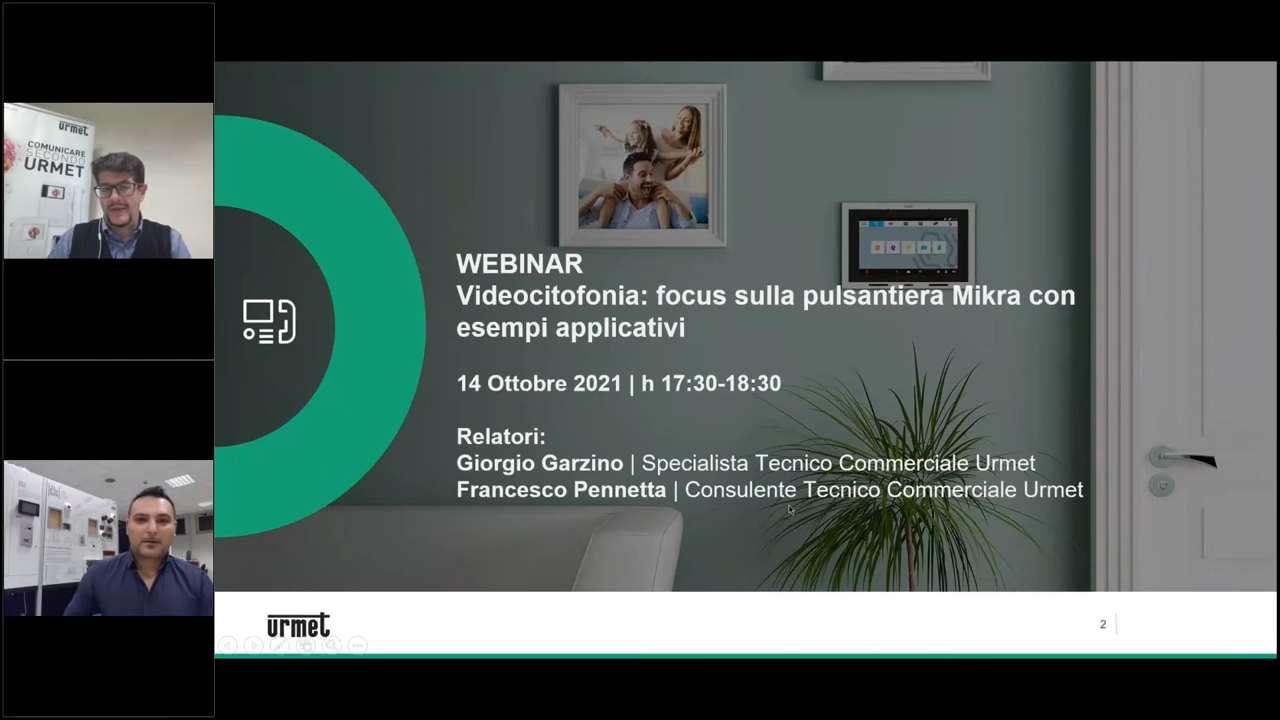 urmet
COMUNICARE
SECONDO
URMET
WEBINAR
Videocitofonia: focus sulla pulsantiera Mikra con
esempi applicativi
14 Ottobre 2021 | h 17:30-18:30
Relatori:
Giorgio Garzino | Specialista Tecnico Commerciale Urmet
Francesco Pennetta | Consulente Tecnico Commerciale Urmet
urmet
2